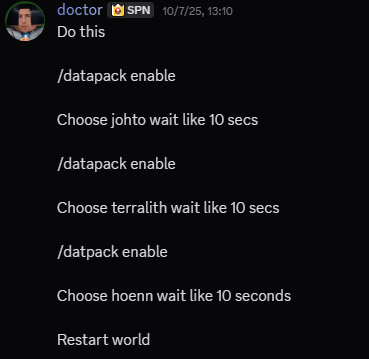 doctor SPN 10/7/25, 13:10
Do this
/datapack enable
Choose johto wait like 10 secs
/datapack enable
Choose terralith wait like 10 secs
/datpack enable
Choose hoenn wait like 10 seconds
Restart world